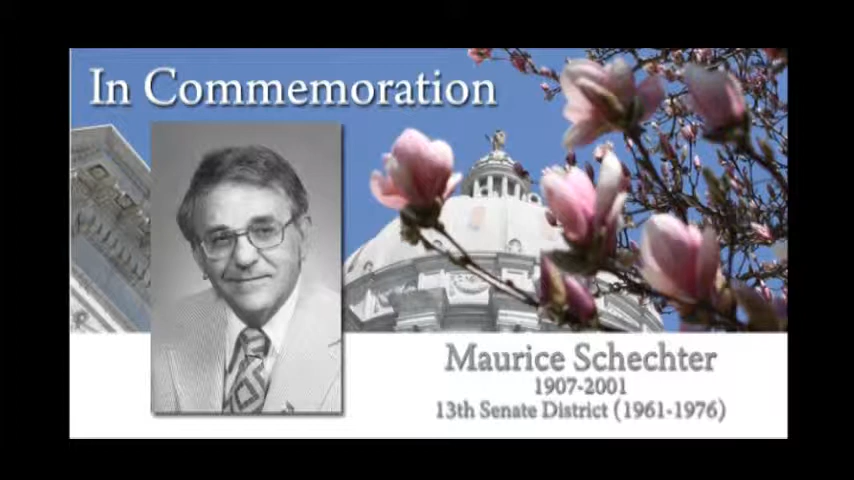 In Commemoration
Maurice Schechter
1907-2001
13th Senate District (1961-1976)